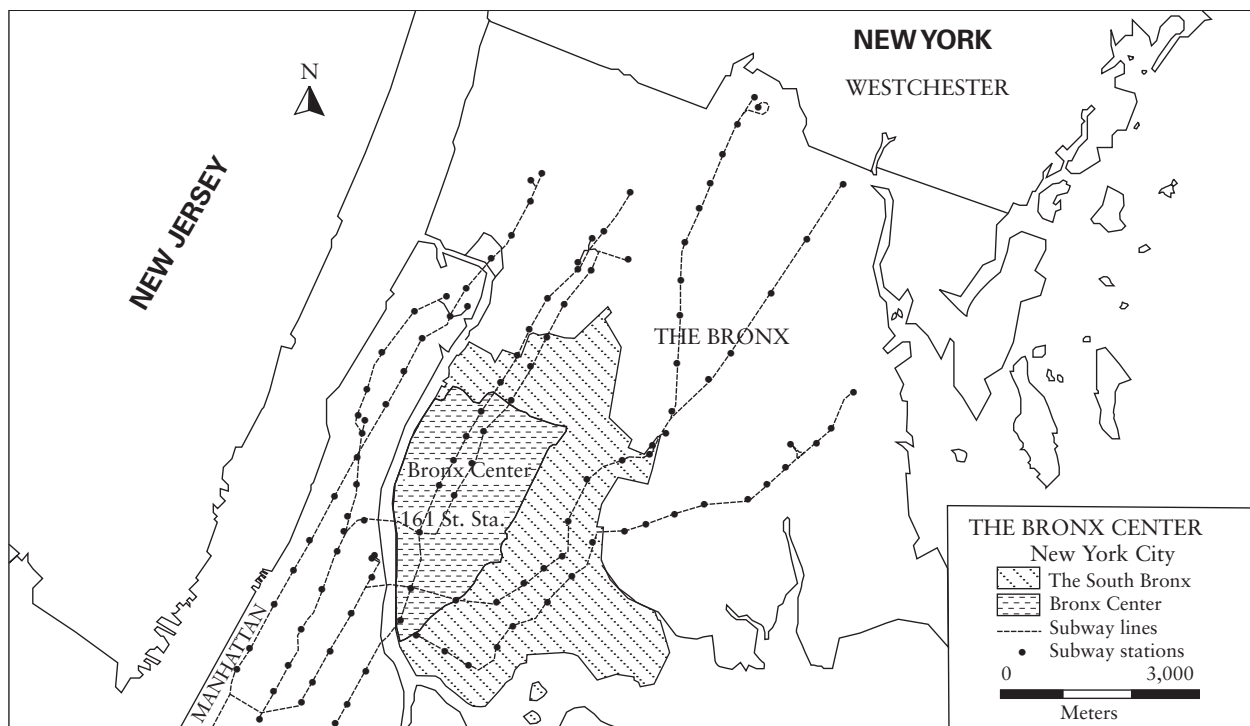 NEW YORK
WESTCHESTER
N
NEW JERSEY
THE BRONX
Bronx Center
161 St. Sta.
MANHATTAN
THE BRONX CENTER
New York City
The South Bronx
Bronx Center
Subway lines
Subway stations
0 3,000
Meters